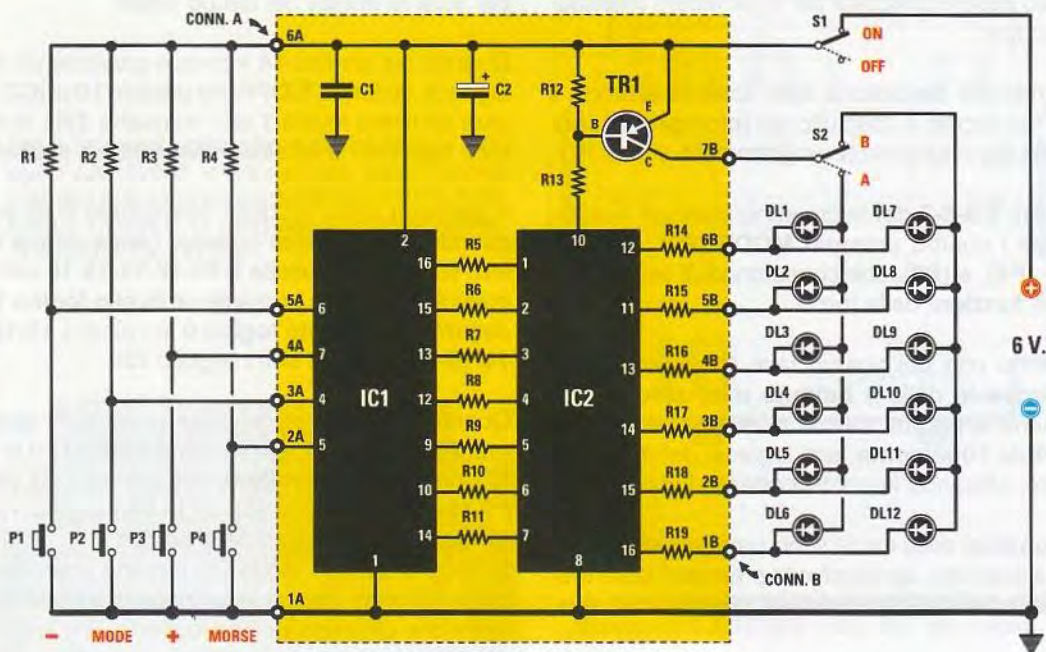 CONN. A
6A
S1
ON
OFF
C1
C2
+
R12
TR1
B
E
C
7B
S2
B
A
R1
R2
R3
R4
R13
DL1
DL7
2
10
12
R14
6B
16
R5
1
DL2
DL8
5A
6
15
R6
2
11
R15
5B
+
4A
7
13
R7
3
R16
4B
DL3
DL9
6 V.
13
3A
4
IC1
12
R8
4
IC2
R17
3B
DL4
DL10
−
2A
5
9
R9
5
14
R18
2B
DL5
DL11
10
R10
6
15
14
R11
7
R19
1B
DL6
DL12
16
P1
P2
P3
P4
1
8
CONN. B
1A
− MODE + MORSE